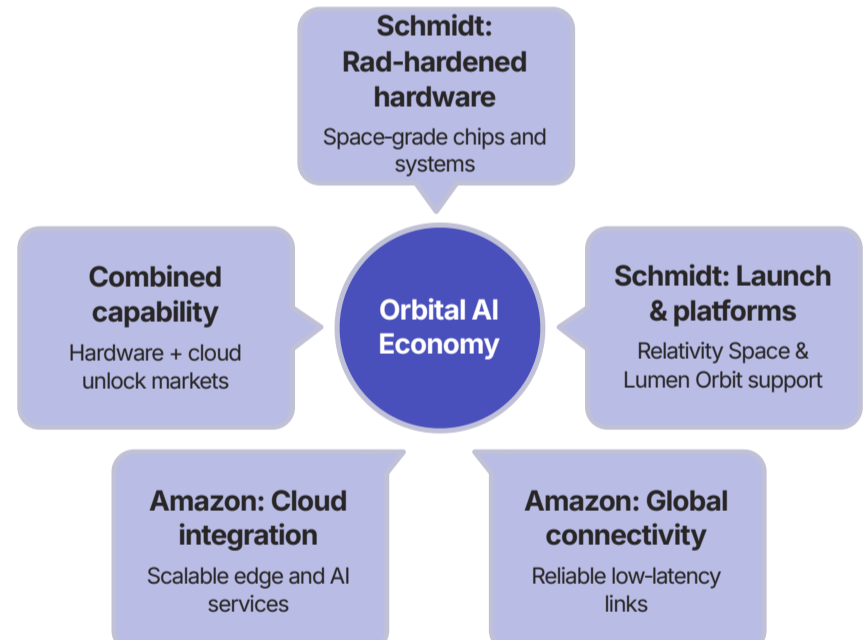 Schmidt:
Rad-hardened
hardware
Space-grade chips and
systems
Combined
capability
Hardware + cloud
unlock markets
Orbital AI
Economy
Schmidt: Launch
& platforms
Relativity Space &
Lumen Orbit support
Amazon: Cloud
integration
Scalable edge and AI
services
Amazon: Global
connectivity
Reliable low-latency
links